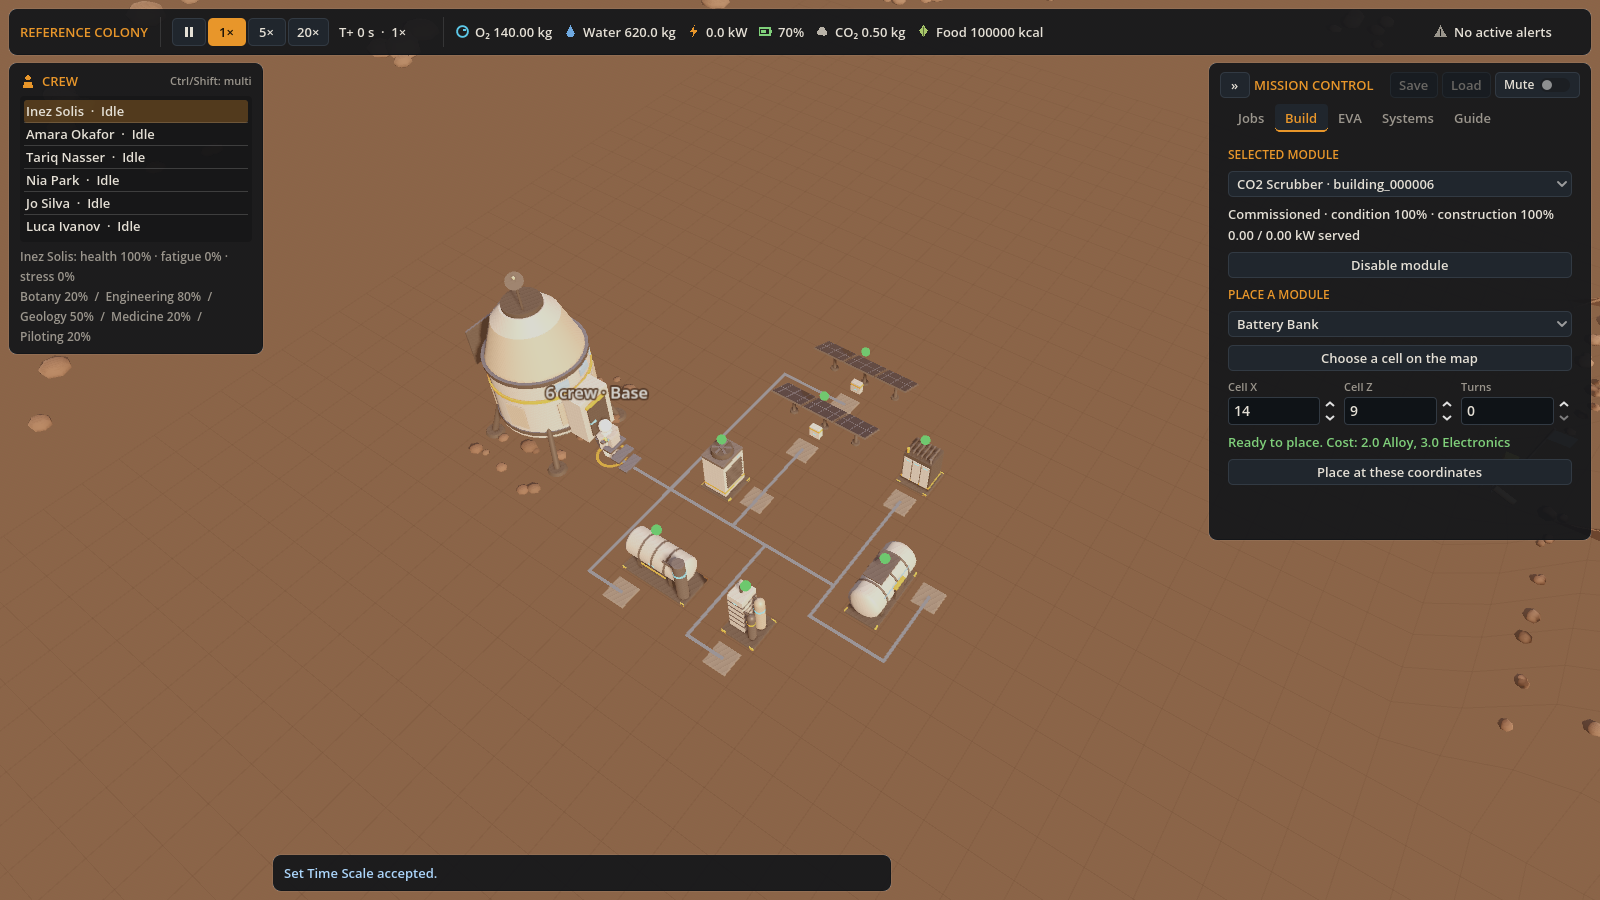 REFERENCE COLONY
1×
5×
20×
T+ 0 s · 1×
O₂ 140.00 kg
Water 620.0 kg
0.0 kW
70%
CO₂ 0.50 kg
Food 100000 kcal
No active alerts
CREW
Ctrl/Shift: multi
Inez Solis · Idle
Amara Okafor · Idle
Tariq Nasser · Idle
Nia Park · Idle
Jo Silva · Idle
Luca Ivanov · Idle
Inez Solis: health 100% · fatigue 0% ·
stress 0%
Botany 20% / Engineering 80% /
Geology 50% / Medicine 20% /
Piloting 20%
6 crew · Base
» MISSION CONTROL
Save
Load
Mute
Jobs
Build
EVA
Systems
Guide
SELECTED MODULE
CO2 Scrubber · building_000006
Commissioned · condition 100% · construction 100%
0.00 / 0.00 kW served
Disable module
PLACE A MODULE
Battery Bank
Choose a cell on the map
Cell X
Cell Z
Turns
14
9
0
Ready to place. Cost: 2.0 Alloy, 3.0 Electronics
Place at these coordinates
Set Time Scale accepted.